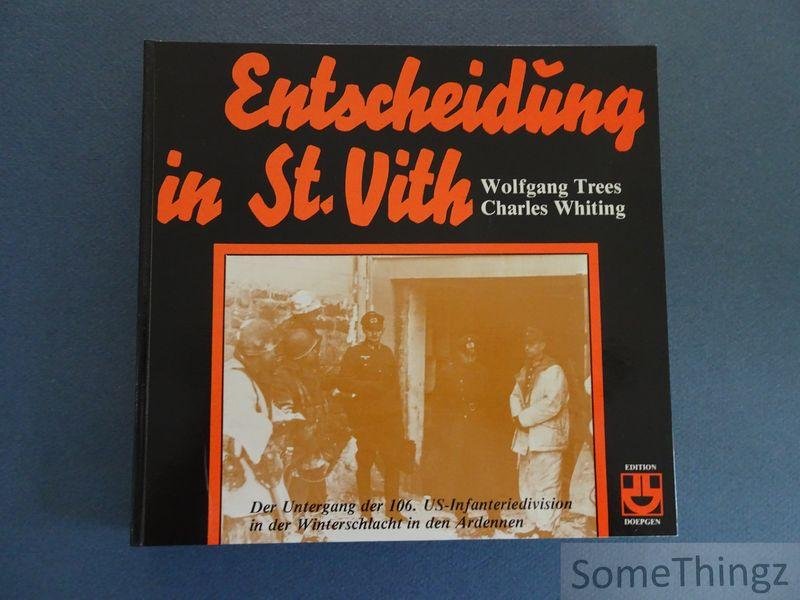 Entscheidung
in St. Vith
Wolfgang Trees
Charles Whiting
Der Untergang der 106. US-Infanteriedivision
in der Winterschlacht in den Ardennen
EDITION
DOEPGEN
SomeThingz